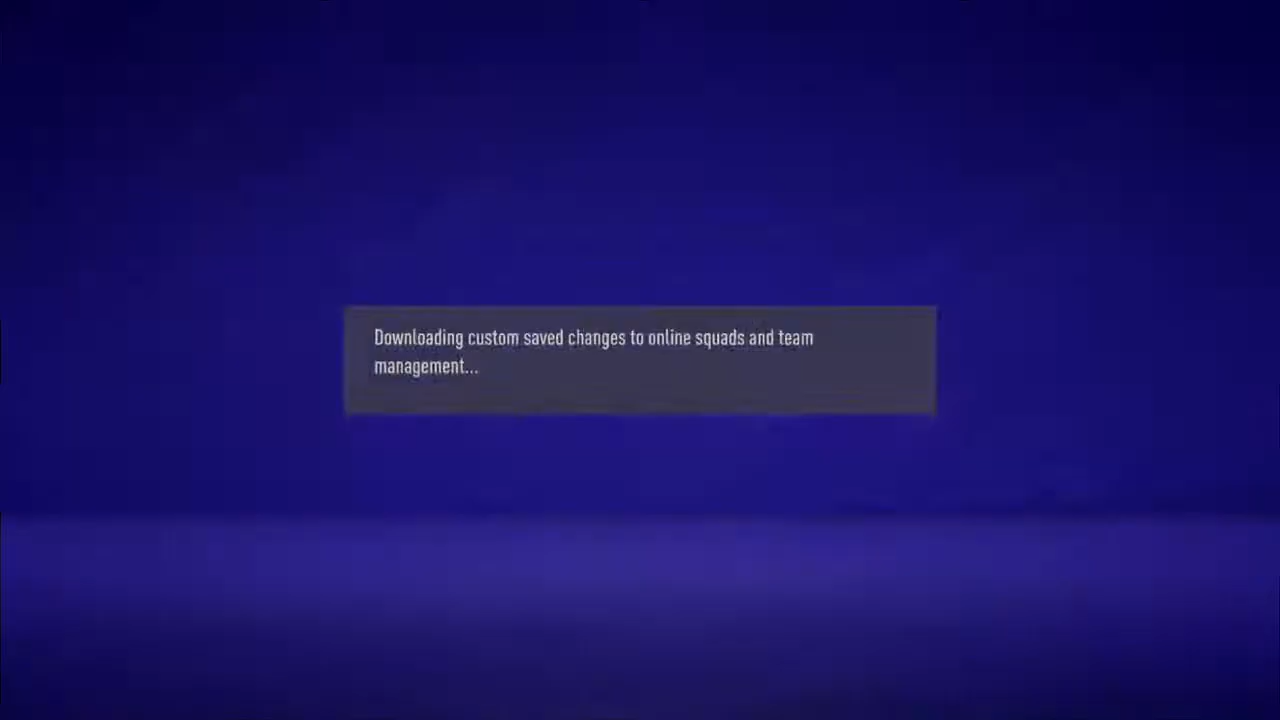 Downloading custom saved changes to online squads and team
management...